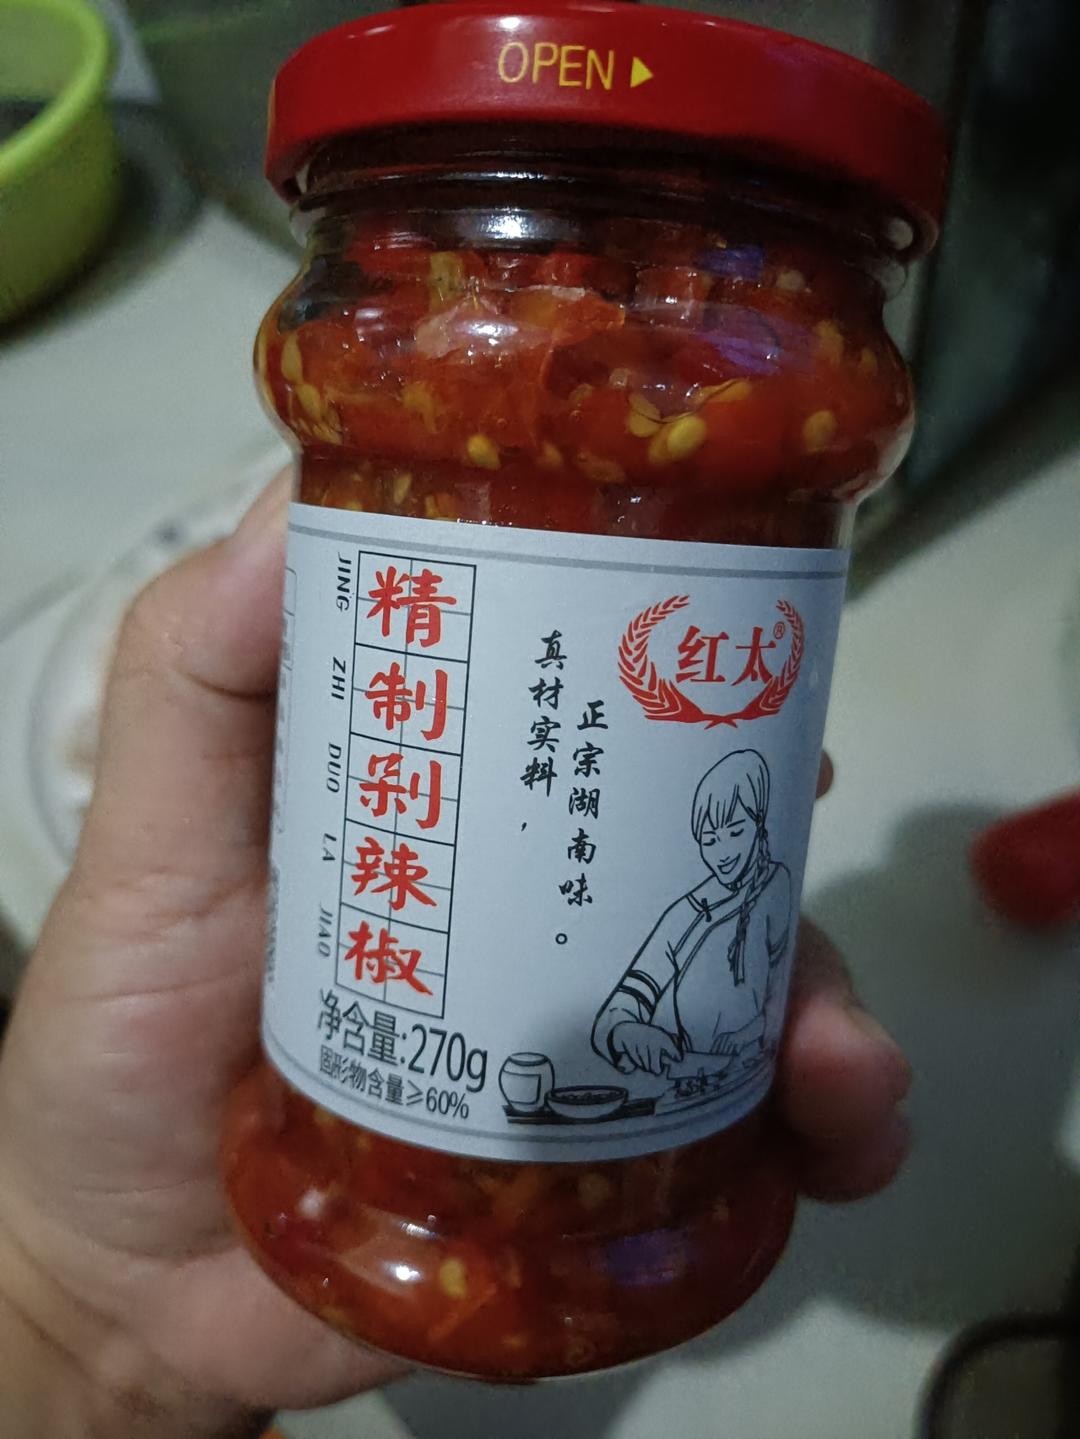 OPEN
红太®
精制剁辣椒
JING ZHI DUO LA JIAO
真材实料，
正宗湖南味。
净含量:270g
固形物含量≥60%